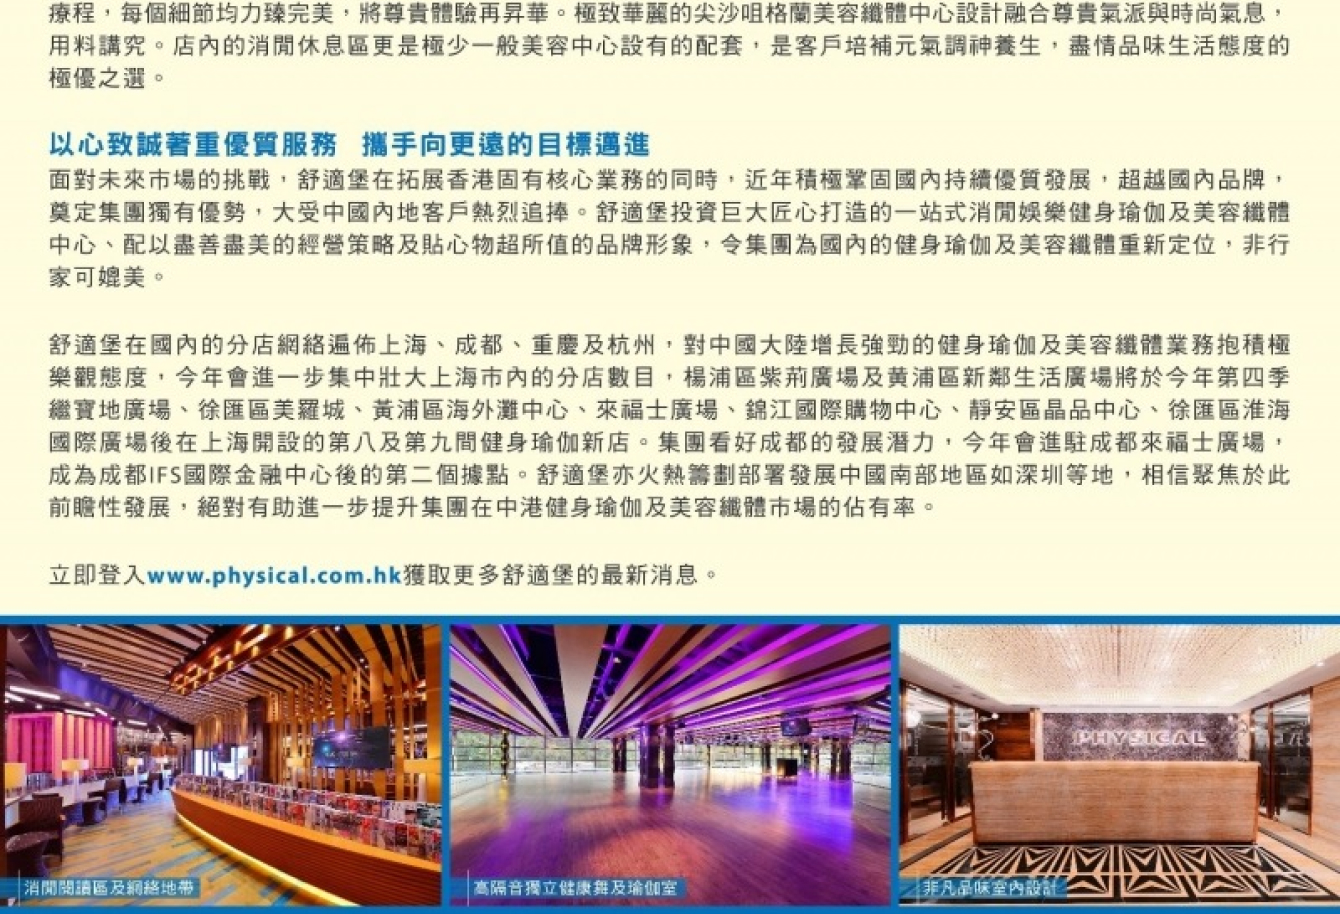 療程，每個細節均力臻完美，將尊貴體驗再昇華。極致華麗的尖沙咀格蘭美容纖體中心設計融合尊貴氣派與時尚氣息，
用料講究。店內的消閒休息區更是極少一般美容中心設有的配套，是客戶培補元氣調神養生，盡情品味生活態度的
極優之選。
以心致誠著重優質服務 攜手向更遠的目標邁進
面對未來市場的挑戰，舒適堡在拓展香港固有核心業務的同時，近年積極鞏固國內持續優質發展，超越國內品牌，
奠定集團獨有優勢，大受中國內地客戶熱烈追捧。舒適堡投資巨大匠心打造的一站式消閒娛樂健身瑜伽及美容纖體
中心、配以盡善盡美的經營策略及貼心物超所值的品牌形象，令集團為國內的健身瑜伽及美容纖體重新定位，非行
家可媲美。
舒適堡在國內的分店網絡遍佈上海、成都、重慶及杭州，對中國大陸增長強勁的健身瑜伽及美容纖體業務抱積極
樂觀態度，今年會進一步集中壯大上海市內的分店數目，楊浦區紫荊廣場及黃浦區新鄰生活廣場將於今年第四季
繼寶地廣場、徐匯區美羅城、黃浦區海外灘中心、來福士廣場、錦江國際購物中心、靜安區晶品中心、徐匯區淮海
國際廣場後在上海開設的第八及第九間健身瑜伽新店。集團看好成都的發展潛力，今年會進駐成都來福士廣場，
成為成都IFS國際金融中心後的第二個據點。舒適堡亦火熱籌劃部署發展中國南部地區如深圳等地，相信聚焦於此
前瞻性發展，絕對有助進一步提升集團在中港健身瑜伽及美容纖體市場的佔有率。
立即登入www.physical.com.hk獲取更多舒適堡的最新消息。
PHYSICAL
消閒閱讀區及網絡地帶
高隔音獨立健康舞及瑜伽室
非凡品味室內設計